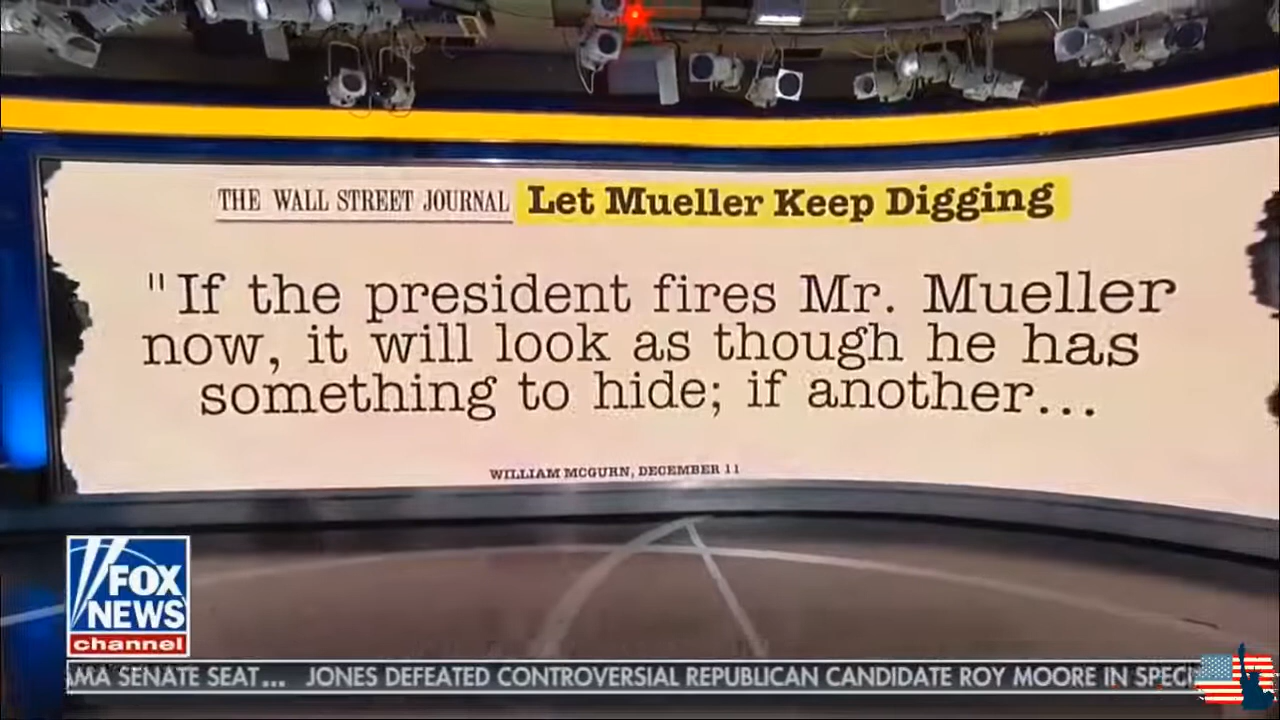 THE WALL STREET JOURNAL Let Mueller Keep Digging
"If the president fires Mr. Mueller
now, it will look as though he has
something to hide; if another...
WILLIAM MCGURN, DECEMBER 11
FOX
NEWS
channel
AMA SENATE SEAT... JONES DEFEATED CONTROVERSIAL REPUBLICAN CANDIDATE ROY MOORE IN SPECI